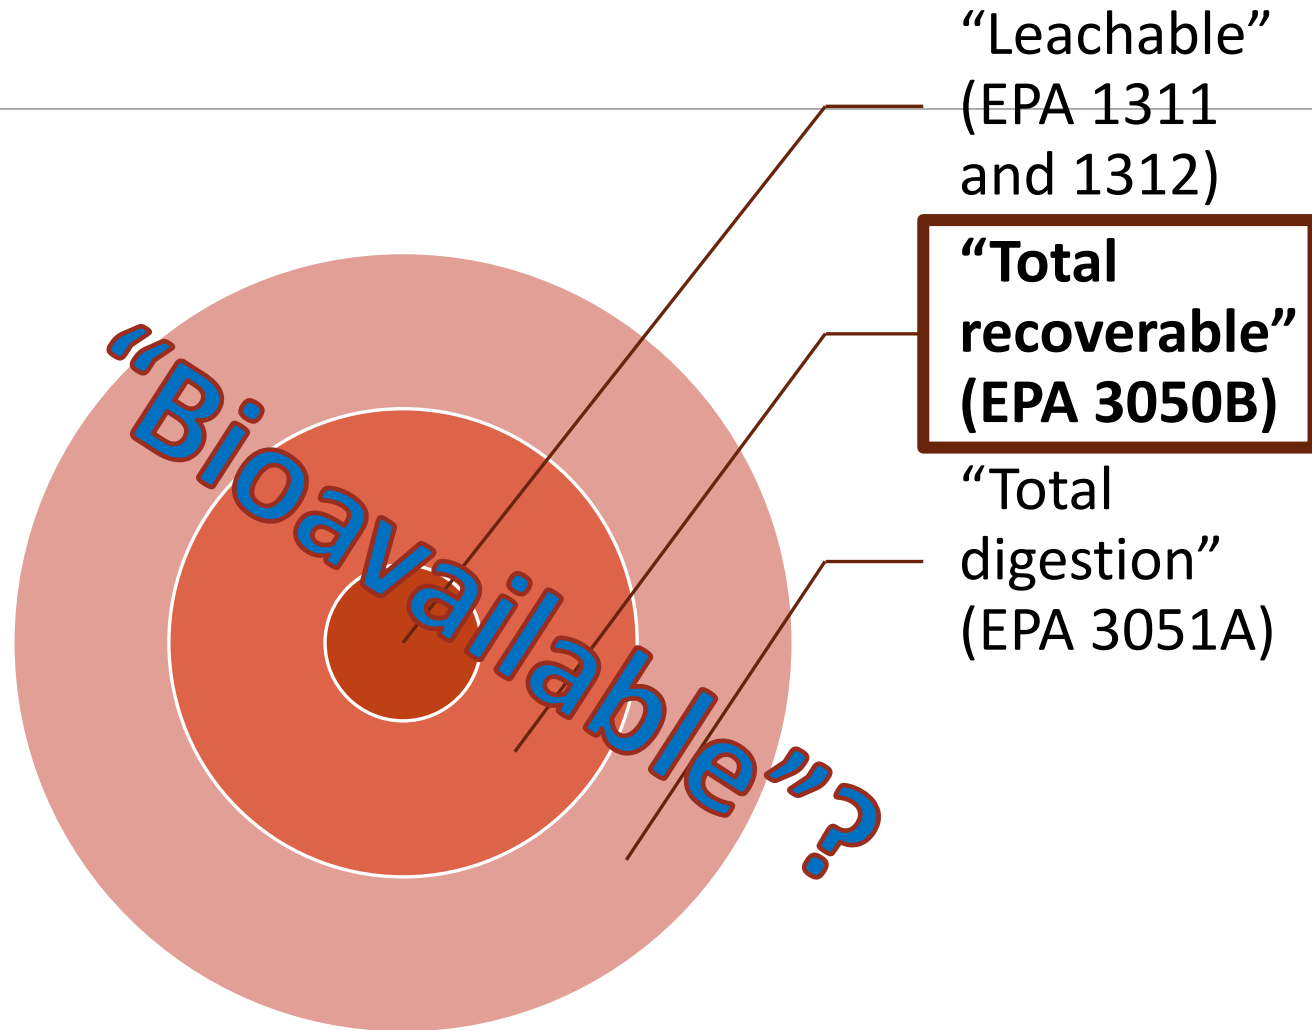 “Leachable”
(EPA 1311
and 1312)
“Total
recoverable”
(EPA 3050B)
“Total
digestion”
(EPA 3051A)
“Bioavailable”?